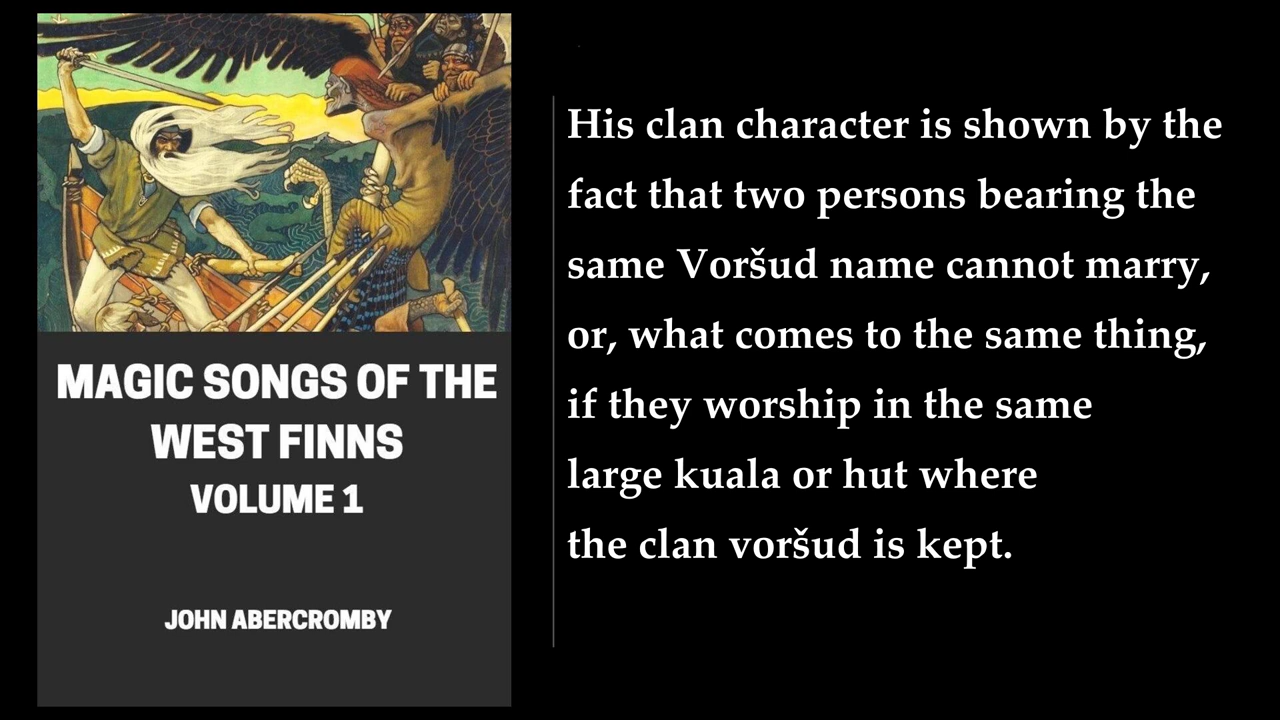 MAGIC SONGS OF THE
WEST FINNS
VOLUME 1
JOHN ABERCROMBY
His clan character is shown by the
fact that two persons bearing the
same Voršud name cannot marry,
or, what comes to the same thing,
if they worship in the same
large kuala or hut where
the clan voršud is kept.